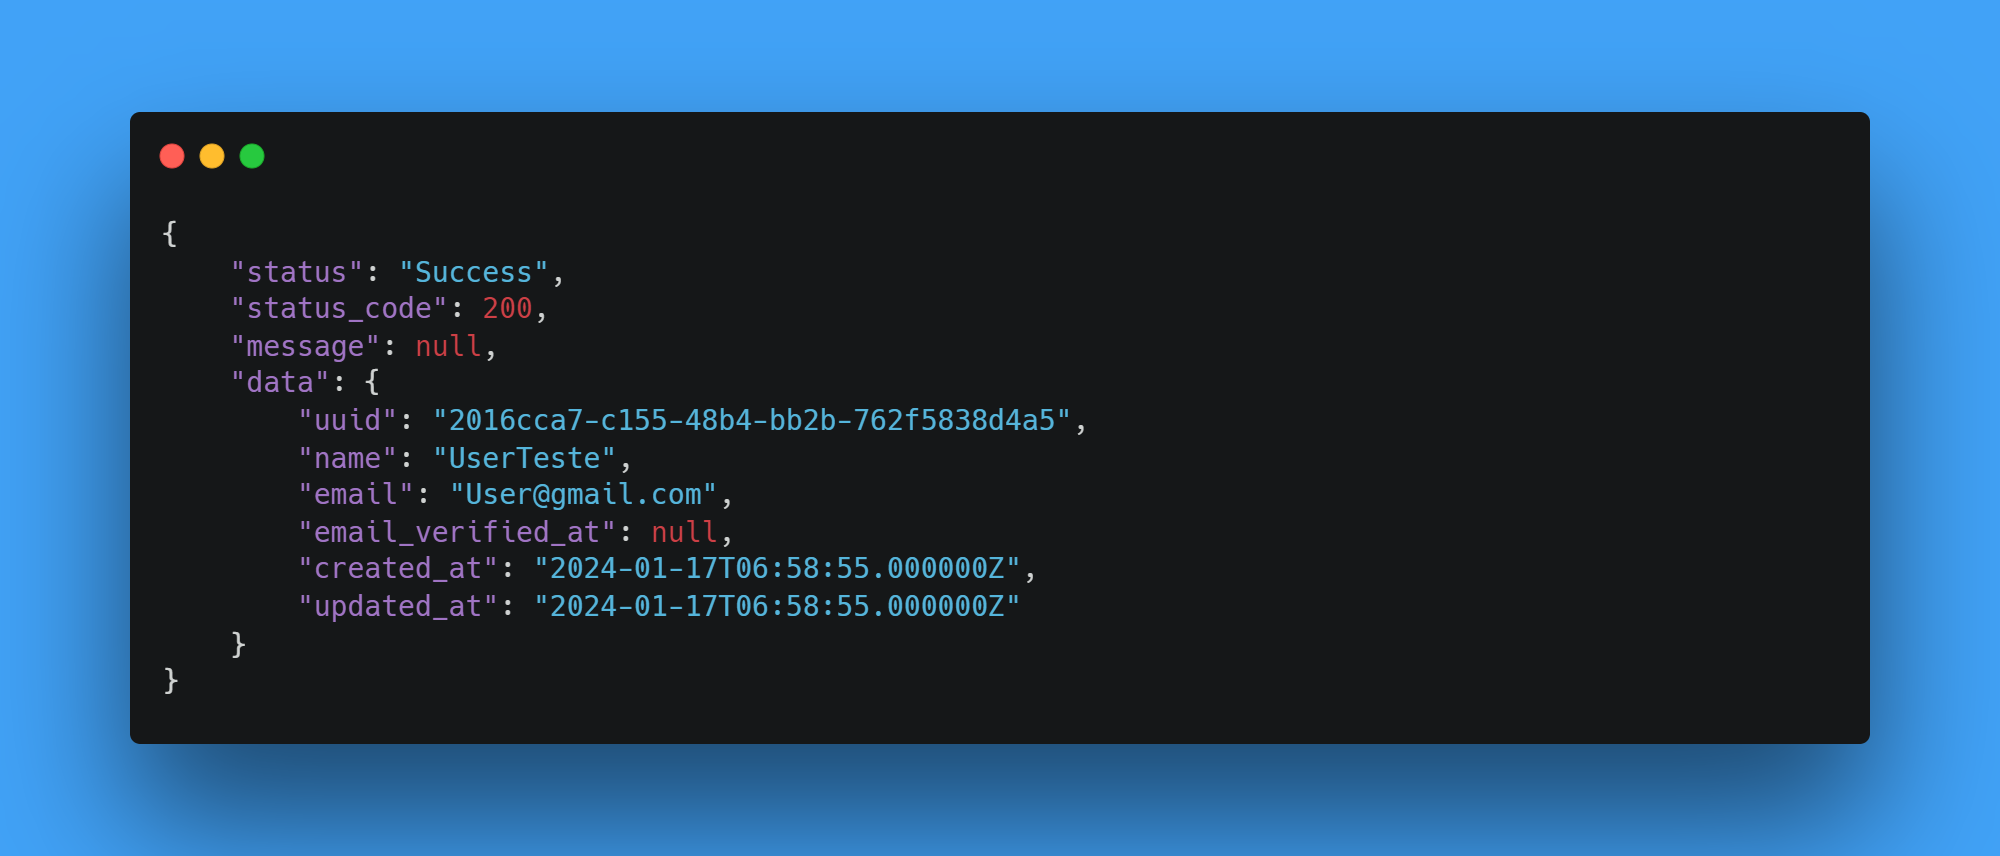 {
    "status": "Success",
    "status_code": 200,
    "message": null,
    "data": {
        "uuid": "2016cca7-c155-48b4-bb2b-762f5838d4a5",
        "name": "UserTeste",
        "email": "User@gmail.com",
        "email_verified_at": null,
        "created_at": "2024-01-17T06:58:55.000000Z",
        "updated_at": "2024-01-17T06:58:55.000000Z"
    }
}